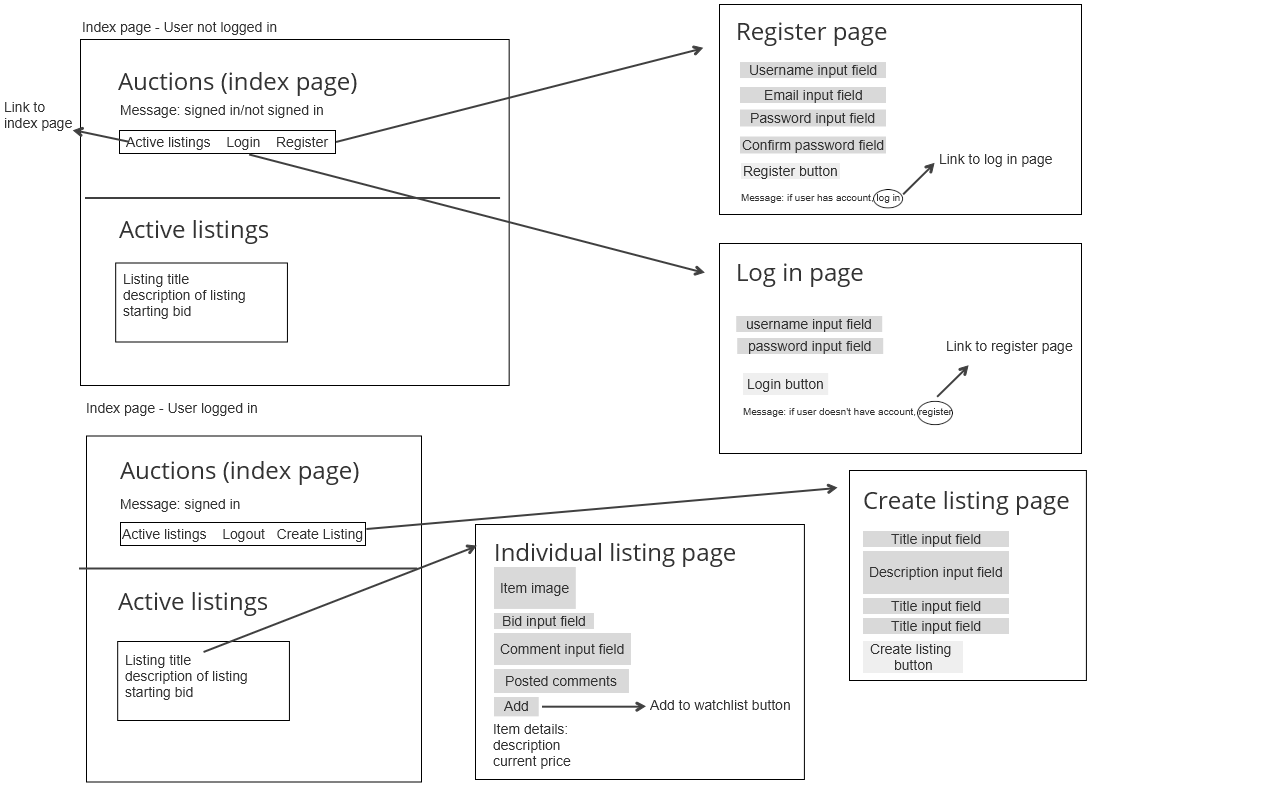 Index page - User not logged in
Auctions (index page)
Message: signed in/not signed in
Link to
index page
Active listings Login Register
Active listings
Listing title
description of listing
starting bid
Register page
Username input field
Email input field
Password input field
Confirm password field
Register button
Message: if user has account, log in
Link to log in page
Log in page
username input field
password input field
Link to register page
Login button
Message: if user doesn't have account, register
Index page - User logged in
Auctions (index page)
Message: signed in
Active listings Logout Create Listing
Active listings
Listing title
description of listing
starting bid
Individual listing page
Item image
Bid input field
Comment input field
Posted comments
Add
Add to watchlist button
Item details:
description
current price
Create listing page
Title input field
Description input field
Title input field
Title input field
Create listing
button